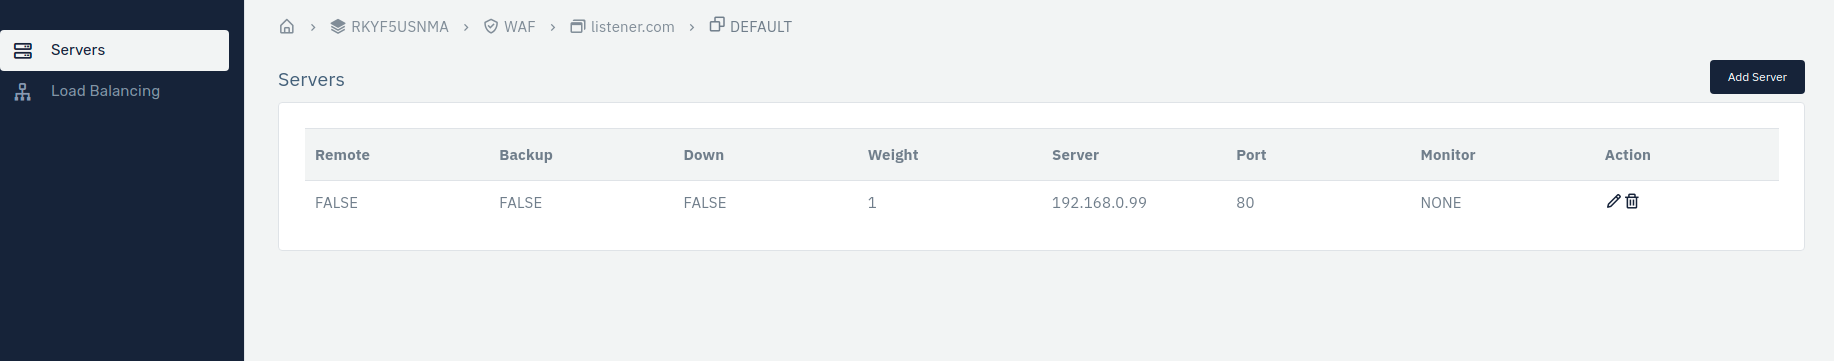 RKYF5USNMA > WAF > listener.com > DEFAULT
Servers
Load Balancing
Servers
Add Server
Remote Backup Down Weight Server Port Monitor Action
FALSE FALSE FALSE 1 192.168.0.99 80 NONE